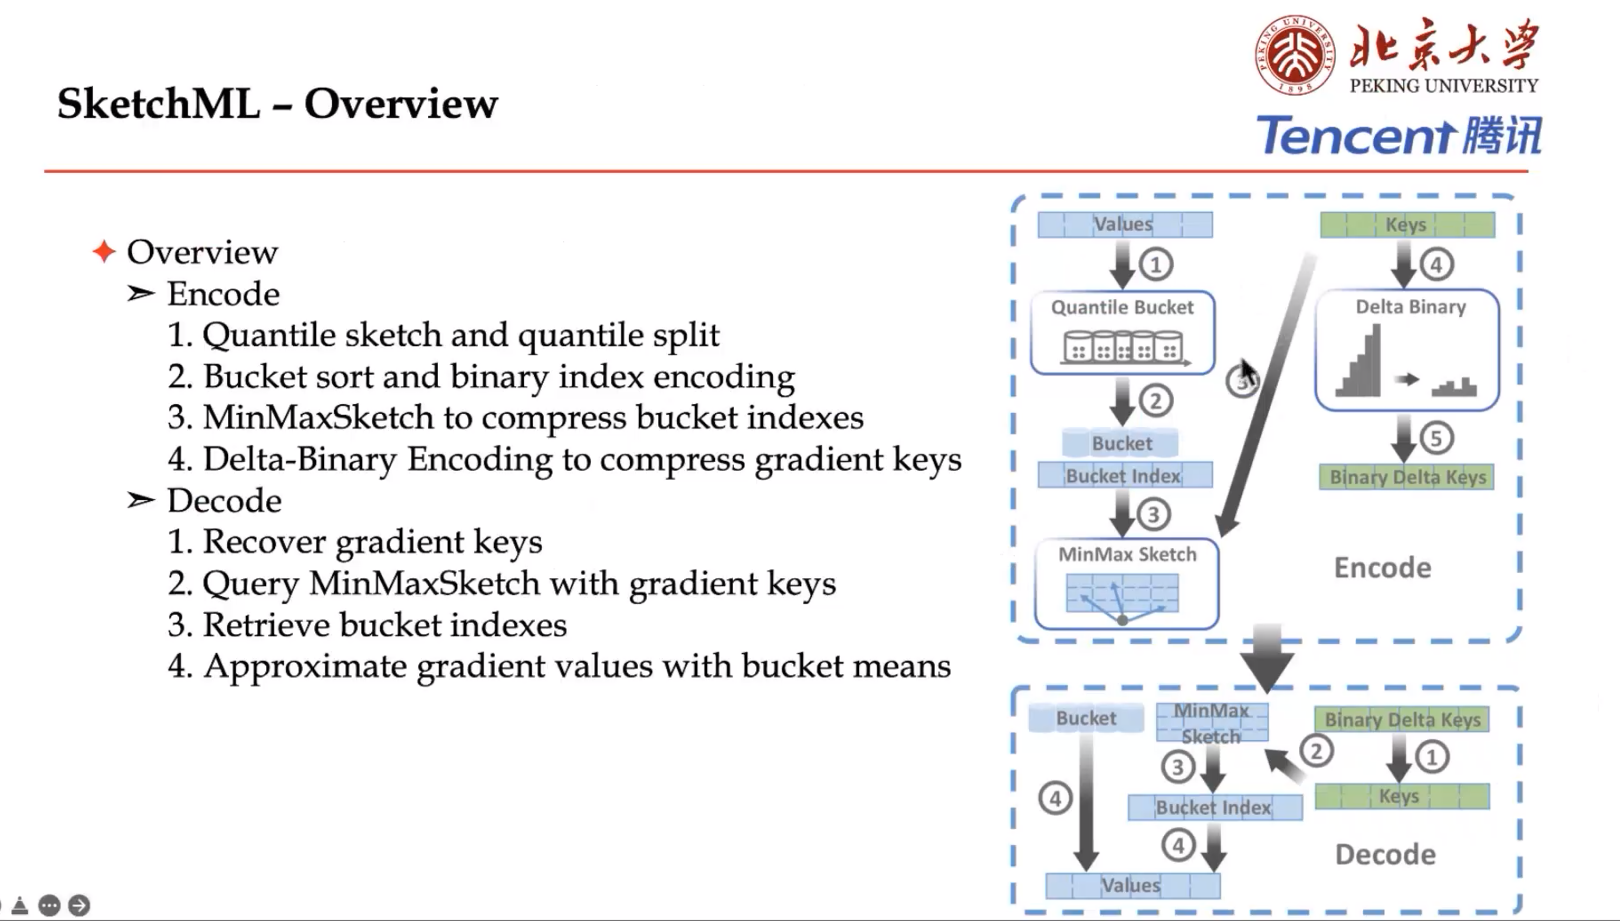 北京大学
PEKING UNIVERSITY
PEKING UNIVERSITY
1898
Tencent 腾讯
SketchML – Overview
Overview
Encode
1. Quantile sketch and quantile split
2. Bucket sort and binary index encoding
3. MinMaxSketch to compress bucket indexes
4. Delta-Binary Encoding to compress gradient keys
Decode
1. Recover gradient keys
2. Query MinMaxSketch with gradient keys
3. Retrieve bucket indexes
4. Approximate gradient values with bucket means
Values
Keys
1
4
Quantile Bucket
Delta Binary
3
2
5
Bucket
Bucket Index
Binary Delta Keys
3
MinMax Sketch
Encode
Bucket
MinMax
Sketch
Binary Delta Keys
2
1
3
4
Keys
Bucket Index
4
Decode
Values